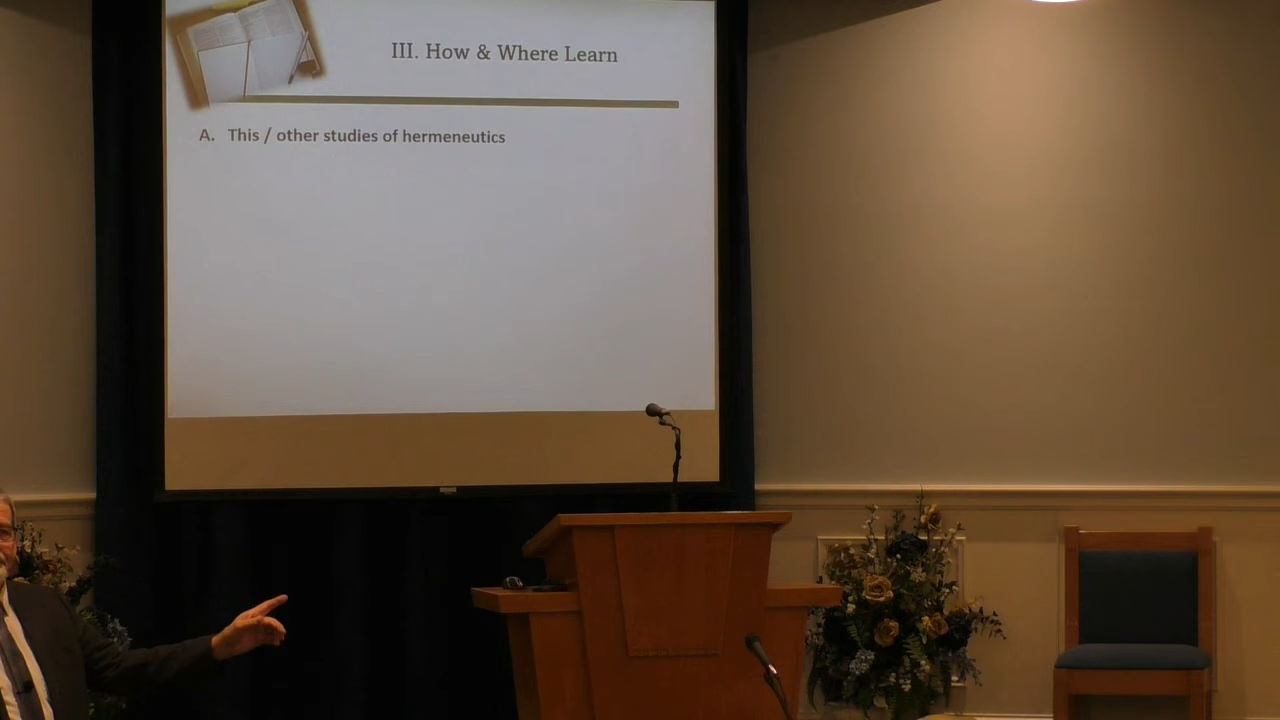 III. How & Where Learn
A. This / other studies of hermeneutics